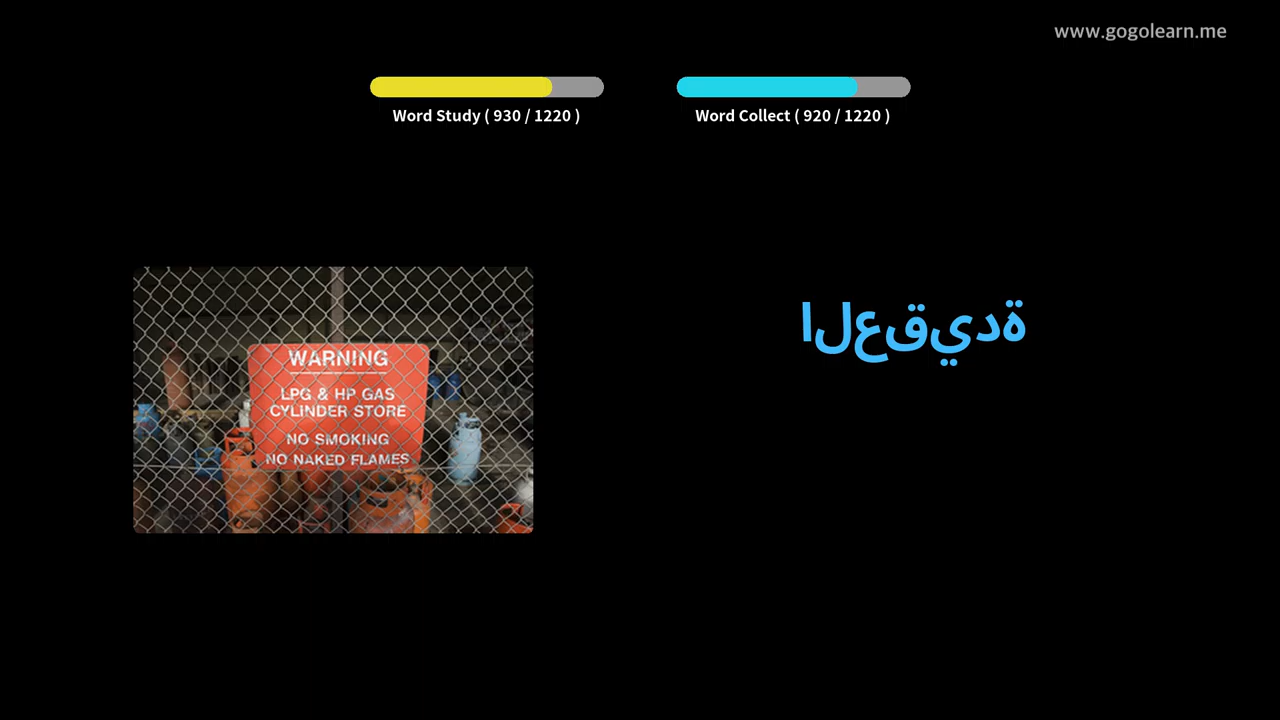 www.gogolearn.me
Word Study ( 930 / 1220 )
Word Collect ( 920 / 1220 )
العقيدة
WARNING
LPG & HP GAS
CYLINDER STORE
NO SMOKING
NO NAKED FLAMES